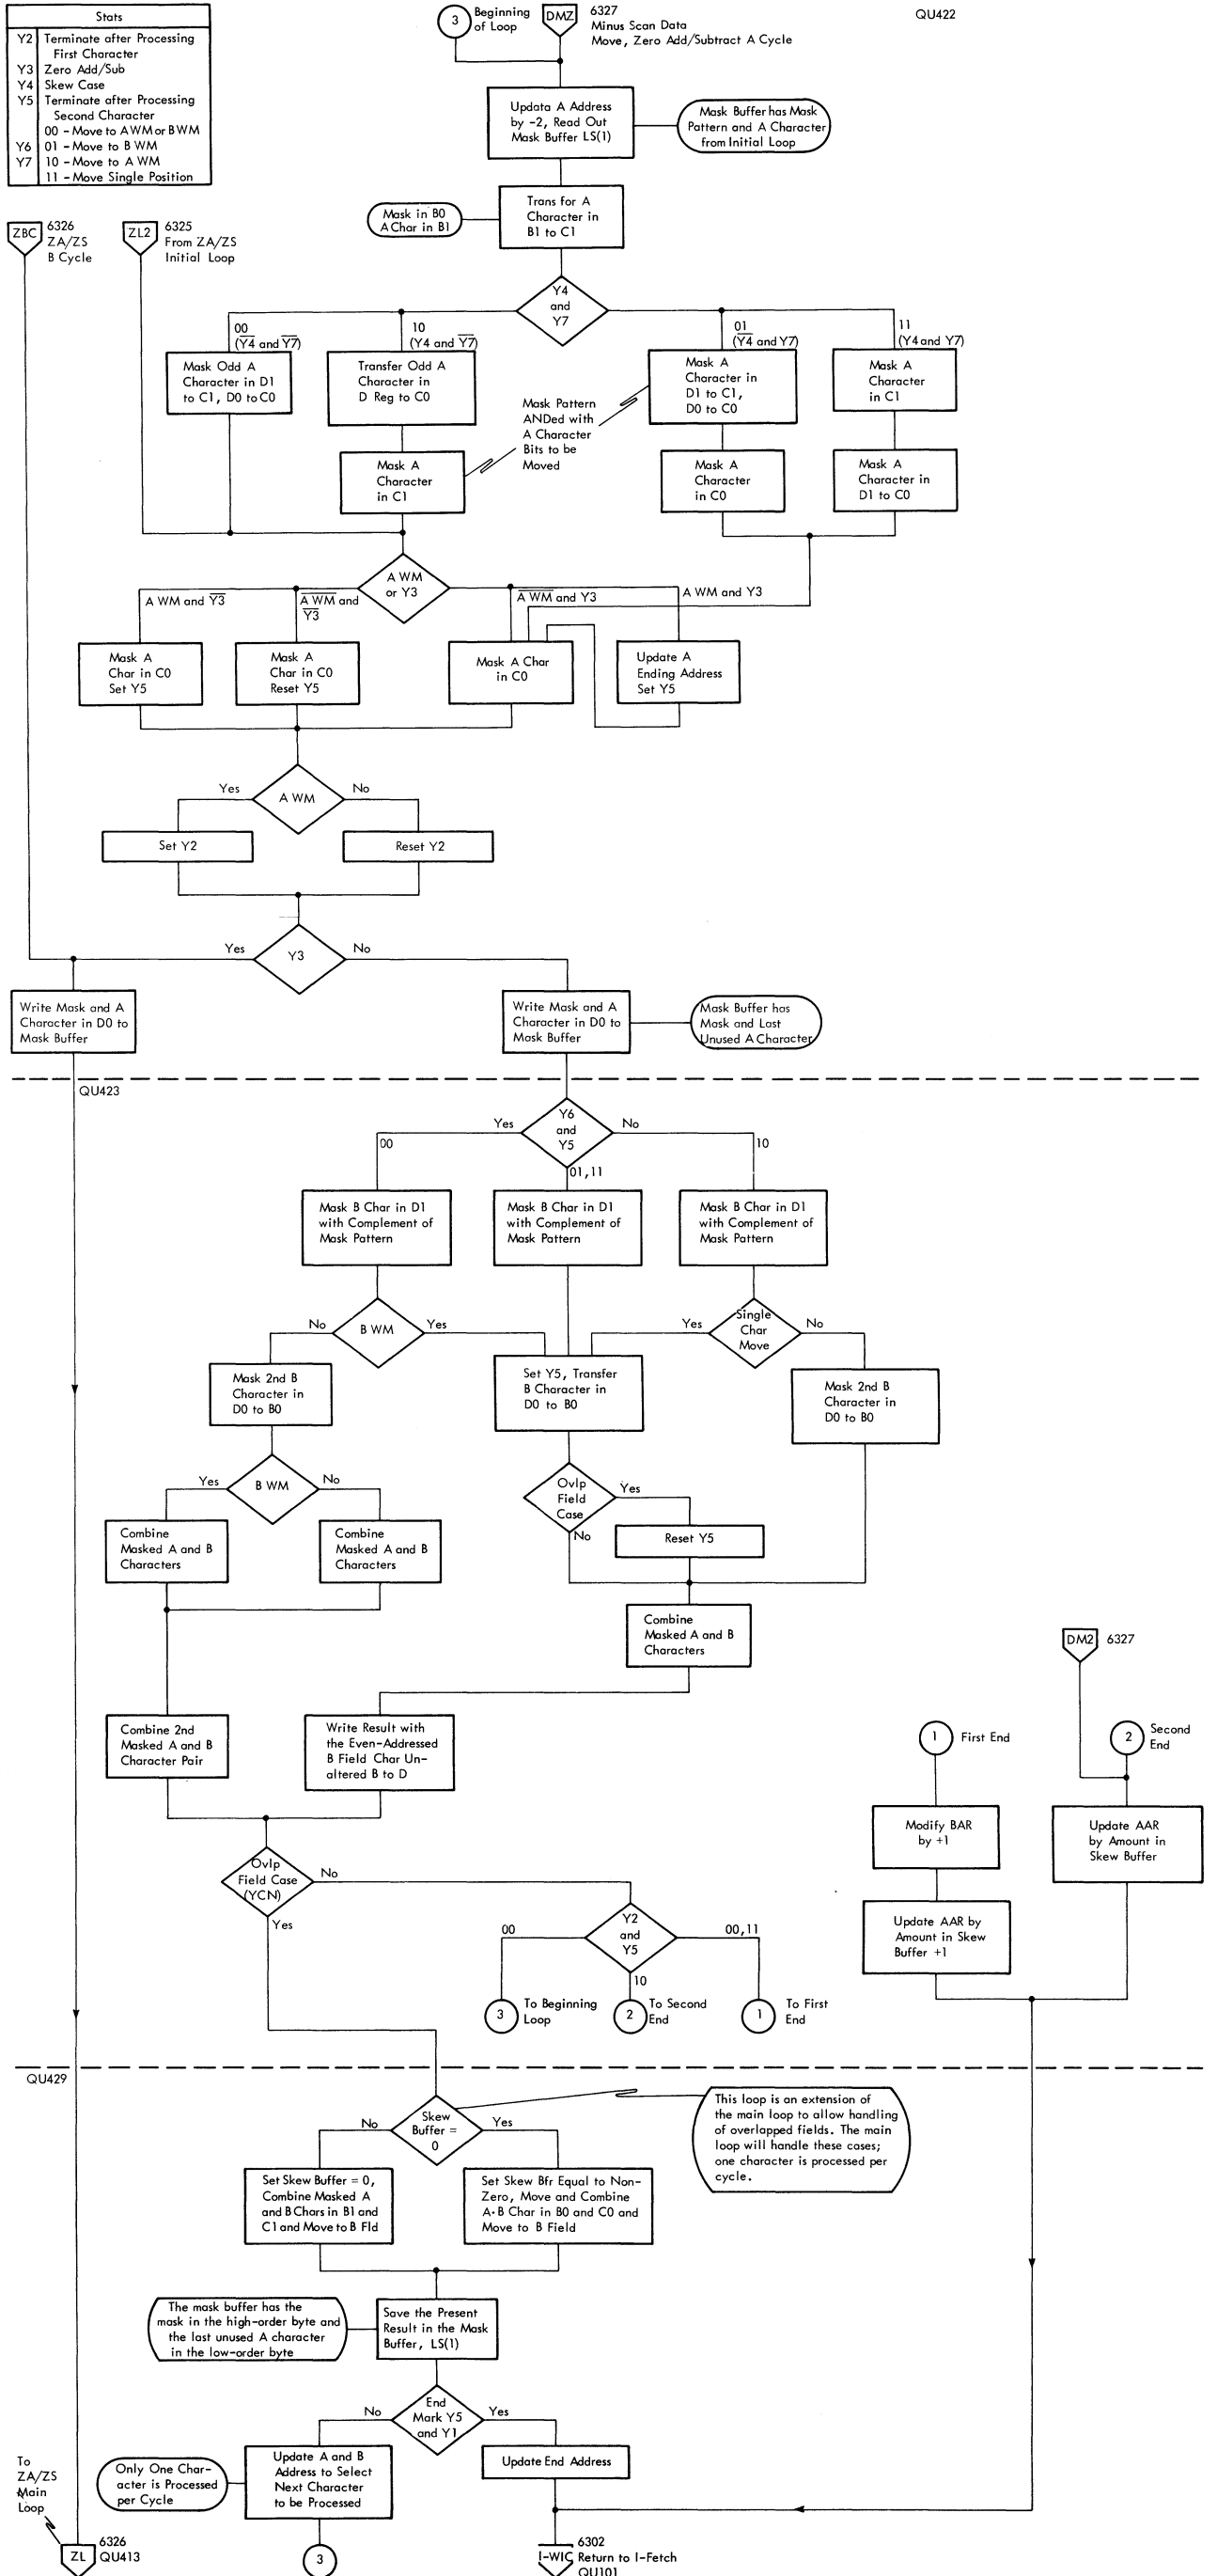 Stats
Y2 Terminate after Processing
First Character
Y3 Zero Add/Sub
Y4 Skew Case
Y5 Terminate after Processing
Second Character
00 - Move to A WM or B WM
Y6 01 - Move to B WM
Y7 10 - Move to A WM
11 - Move Single Position
3
Beginning
of Loop
DMZ
6327
Minus Scan Data
Move, Zero Add/Subtract A Cycle
QU422
Updata A Address
by -2, Read Out
Mask Buffer LS(1)
Mask Buffer has Mask
Pattern and A Character
from Initial Loop
Trans for A
Character in
B1 to C1
Mask in B0
A Char in B1
ZBC
6326
ZA/ZS
B Cycle
ZL2
6325
From ZA/ZS
Initial Loop
Y4
and
Y7
00
(Y4 and Y7)
10
(Y4 and Y7)
01
(Y4 and Y7)
11
(Y4 and Y7)
Mask Odd A
Character in D1
to C1, D0 to C0
Transfer Odd A
Character in
D Reg to C0
Mask A
Character in
D1 to C1,
D0 to C0
Mask A
Character
in C1
Mask Pattern
ANDed with
A Character
Bits to be
Moved
Mask A
Character
in C1
Mask A
Character
in C0
Mask A
Character in
D1 to C0
A WM
or Y3
A WM and Y3
A WM and
Y3
A WM and Y3
A WM and Y3
Mask A
Char in C0
Set Y5
Mask A
Char in C0
Reset Y5
Mask A Char
in C0
Update A
Ending Address
Set Y5
A WM
Yes
No
Set Y2
Reset Y2
Y3
Yes
No
Write Mask and A
Character in D0 to
Mask Buffer
Write Mask and A
Character in D0 to
Mask Buffer
Mask Buffer has
Mask and Last
Unused A Character
QU423
Y6
and
Y5
Yes
No
00
01,11
10
Mask B Char in D1
with Complement of
Mask Pattern
Mask B Char in D1
with Complement of
Mask Pattern
Mask B Char in D1
with Complement of
Mask Pattern
No
B WM
Yes
Yes
Single
Char
Move
No
Mask 2nd B
Character in
D0 to B0
Set Y5, Transfer
B Character in
D0 to B0
Mask 2nd B
Character in
D0 to B0
Yes
B WM
No
Ovlp
Field
Case
Yes
No
Reset Y5
Combine
Masked A and B
Characters
Combine
Masked A and B
Characters
Combine
Masked A and B
Characters
DM2
6327
Combine 2nd
Masked A and B
Character Pair
Write Result with
the Even-Addressed
B Field Char Un-
altered B to D
1
First End
2
Second
End
Modify BAR
by +1
Update AAR
by Amount in
Skew Buffer
Ovlp
Field Case
(YCN)
No
Yes
Update AAR by
Amount in Skew
Buffer +1
Y2
and
Y5
00
00,11
10
3
To Beginning
Loop
2
To Second
End
1
To First
End
QU429
Skew
Buffer =
0
No
Yes
This loop is an extension of
the main loop to allow handling
of overlapped fields. The main
loop will handle these cases;
one character is processed per
cycle.
Set Skew Buffer = 0,
Combine Masked A
and B Chars in B1 and
C1 and Move to B Fld
Set Skew Bfr Equal to Non-
Zero, Move and Combine
A·B Char in B0 and C0 and
Move to B Field
The mask buffer has the
mask in the high-order byte and
the last unused A character
in the low-order byte
Save the Present
Result in the Mask
Buffer, LS(1)
End
Mark Y5
and Y1
No
Yes
Update A and B
Address to Select
Next Character
to be Processed
Update End Address
Only One Char-
acter is Processed
per Cycle
To
ZA/ZS
Main
Loop
ZL
6326
QU413
3
I-WIC
6302
Return to I-Fetch
QU101